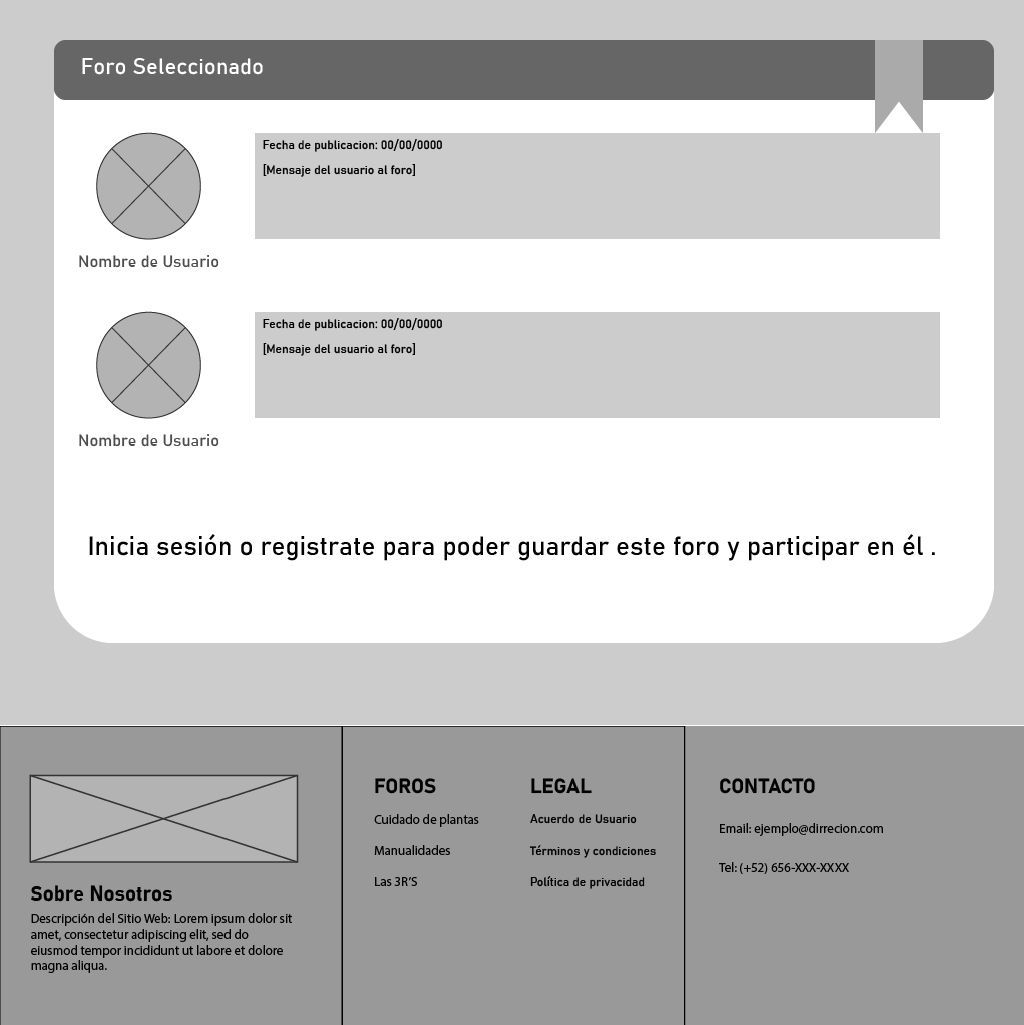 Foro Seleccionado
Fecha de publicacion: 00/00/0000
[Mensaje del usuario al foro]
Nombre de Usuario
Fecha de publicacion: 00/00/0000
[Mensaje del usuario al foro]
Nombre de Usuario
Inicia sesión o registrate para poder guardar este foro y participar en él .
Sobre Nosotros
Descripción del Sitio Web: Lorem ipsum dolor sit
amet, consectetur adipiscing elit, sed do
eiusmod tempor incididunt ut labore et dolore
magna aliqua.
FOROS
Cuidado de plantas
Manualidades
Las 3R'S
LEGAL
Acuerdo de Usuario
Términos y condiciones
Política de privacidad
CONTACTO
Email: ejemplo@dirrecion.com
Tel: (+52) 656-XXX-XXXX